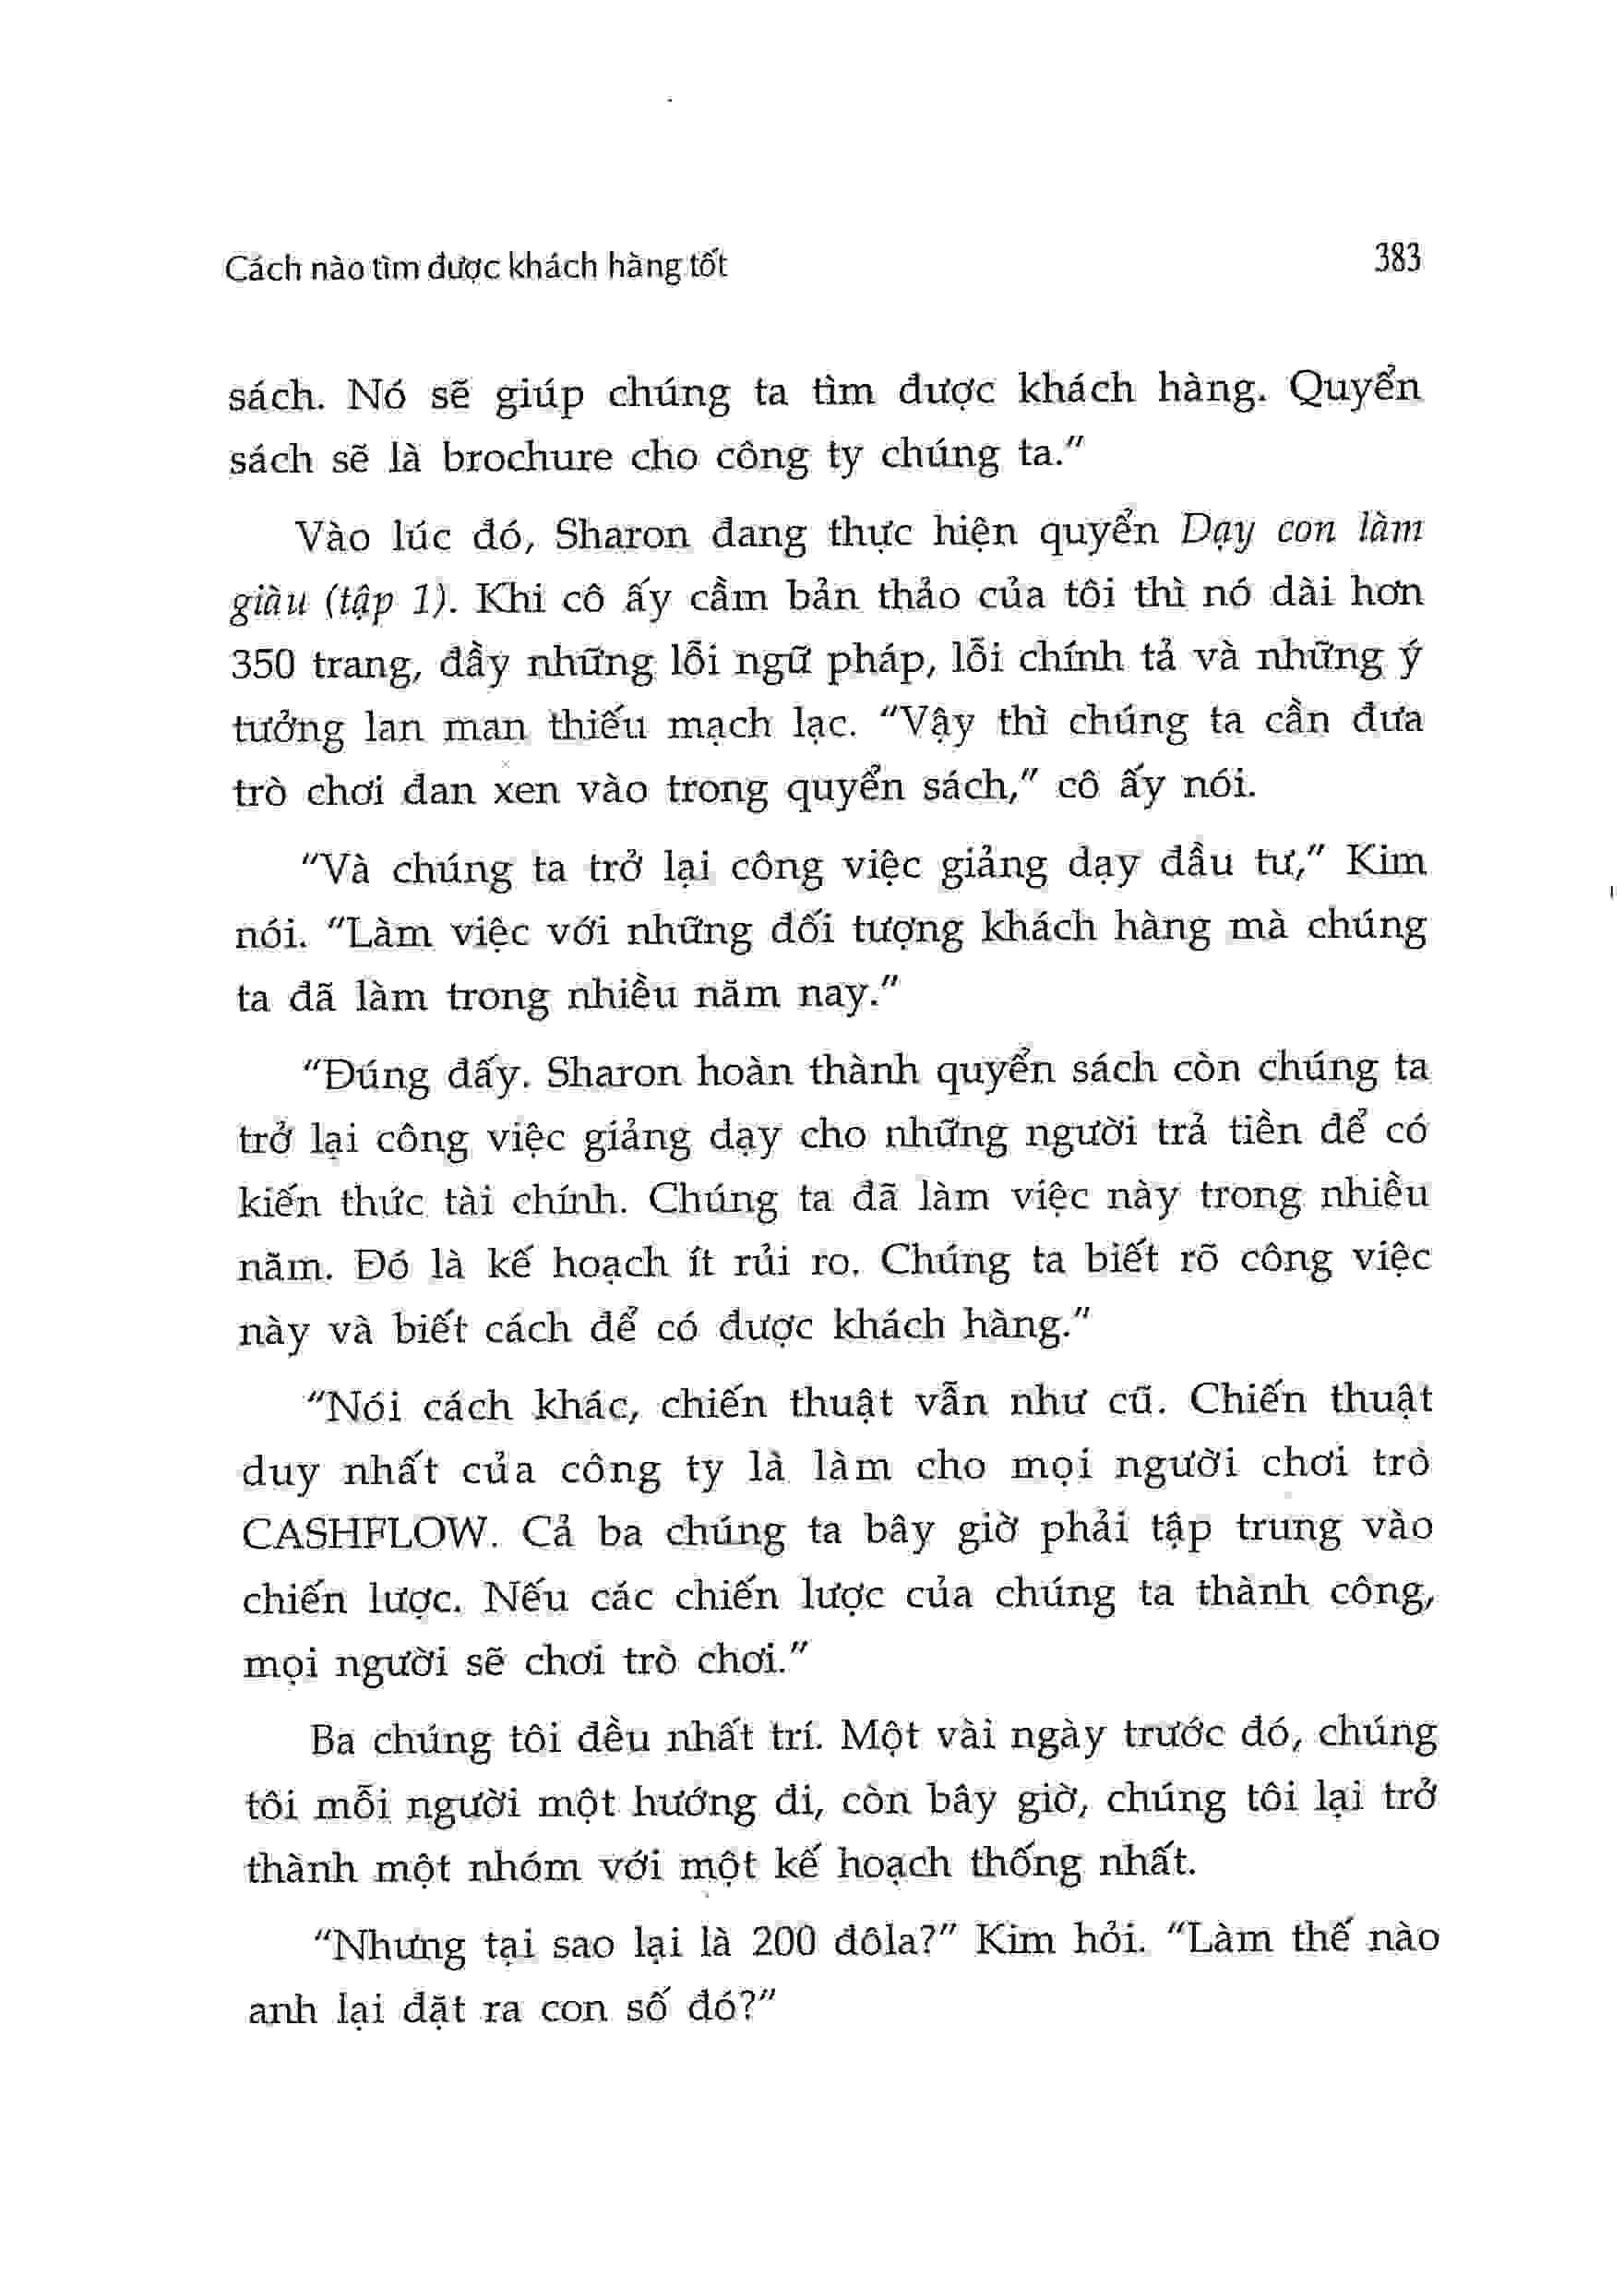 Cách nào tìm được khách hàng tốt
383
sách. Nó sẽ giúp chúng ta tìm được khách hàng. Quyển
sách sẽ là brochure cho công ty chúng ta.”
Vào lúc đó, Sharon đang thực hiện quyển Dạy con làm
giàu (tập 1). Khi cô ấy cầm bản thảo của tôi thì nó dài hơn
350 trang, đầy những lỗi ngữ pháp, lỗi chính tả và những ý
tưởng lan man thiếu mạch lạc. “Vậy thì chúng ta cần đưa
trò chơi đan xen vào trong quyển sách,” cô ấy nói.
“Và chúng ta trở lại công việc giảng dạy đầu tư,” Kim
nói. “Làm việc với những đối tượng khách hàng mà chúng
ta đã làm trong nhiều năm nay.”
“Đúng đấy. Sharon hoàn thành quyển sách còn chúng ta
trở lại công việc giảng dạy cho những người trả tiền để có
kiến thức tài chính. Chúng ta đã làm việc này trong nhiều
năm. Đó là kế hoạch ít rủi ro. Chúng ta biết rõ công việc
này và biết cách để có được khách hàng.”
“Nói cách khác, chiến thuật vẫn như cũ. Chiến thuật
duy nhất của công ty là làm cho mọi người chơi trò
CASHFLOW. Cả ba chúng ta bây giờ phải tập trung vào
chiến lược. Nếu các chiến lược của chúng ta thành công,
mọi người sẽ chơi trò chơi.”
Ba chúng tôi đều nhất trí. Một vài ngày trước đó, chúng
tôi mỗi người một hướng đi, còn bây giờ, chúng tôi lại trở
thành một nhóm với một kế hoạch thống nhất.
“Nhưng tại sao lại là 200 đôla?” Kim hỏi. “Làm thế nào
anh lại đặt ra con số đó?”